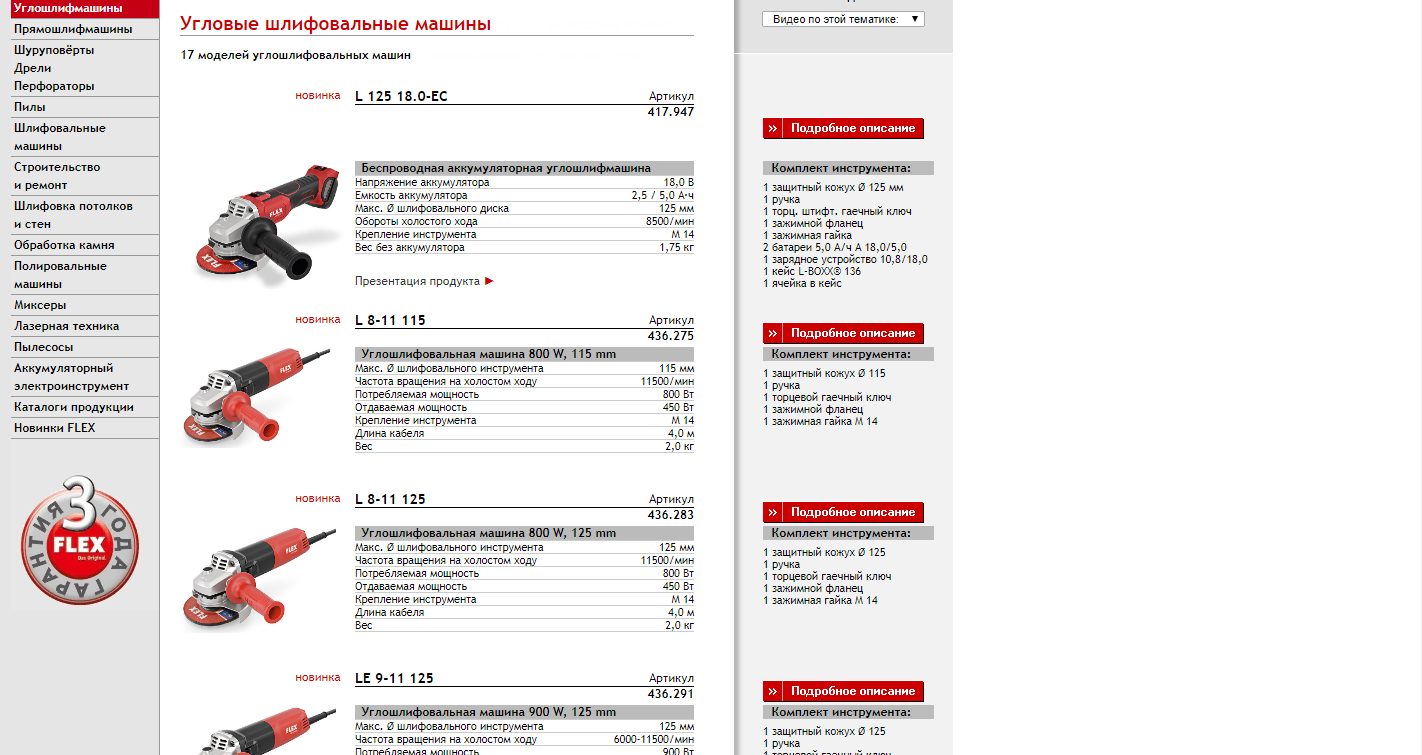 Углошлифмашины
Прямошлифмашины
Шуруповёрты
Дрели
Перфораторы
Пилы
Шлифовальные
машины
Строительство
и ремонт
Шлифовка потолков
и стен
Обработка камня
Полировальные
машины
Миксеры
Лазерная техника
Пылесосы
Аккумуляторный
электроинструмент
Каталоги продукции
Новинки FLEX
3 ГОДА ГАРАНТИЯ
FLEX
Das Original
Угловые шлифовальные машины
17 моделей углошлифовальных машин
новинка
L 125 18.0-EC
Артикул
417.947
Беспроводная аккумуляторная углошлифмашина
Напряжение аккумулятора 18,0 В
Емкость аккумулятора 2,5 / 5,0 А·ч
Макс. Ø шлифовального диска 125 мм
Обороты холостого хода 8500/мин
Крепление инструмента M 14
Вес без аккумулятора 1,75 кг
Презентация продукта ►
FLEX
FLEX
новинка
L 8-11 115
Артикул
436.275
Углошлифовальная машина 800 W, 115 mm
Макс. Ø шлифовального инструмента 115 мм
Частота вращения на холостом ходу 11500/мин
Потребляемая мощность 800 Вт
Отдаваемая мощность 450 Вт
Крепление инструмента M 14
Длина кабеля 4,0 м
Вес 2,0 кг
FLEX
FLEX
новинка
L 8-11 125
Артикул
436.283
Углошлифовальная машина 800 W, 125 mm
Макс. Ø шлифовального инструмента 125 мм
Частота вращения на холостом ходу 11500/мин
Потребляемая мощность 800 Вт
Отдаваемая мощность 450 Вт
Крепление инструмента M 14
Длина кабеля 4,0 м
Вес 2,0 кг
FLEX
FLEX
новинка
LE 9-11 125
Артикул
436.291
Углошлифовальная машина 900 W, 125 mm
Макс. Ø шлифовального инструмента 125 мм
Частота вращения на холостом ходу 6000-11500/мин
Потребляемая мощность 900 Вт
FLEX
Видео по этой тематике: ▼
» Подробное описание
Комплект инструмента:
1 защитный кожух Ø 125 мм
1 ручка
1 торц. штифт. гаечный ключ
1 зажимной фланец
1 зажимная гайка
2 батареи 5,0 А/ч А 18,0/5,0
1 зарядное устройство 10,8/18,0
1 кейс L-BOXX® 136
1 ячейка в кейс
» Подробное описание
Комплект инструмента:
1 защитный кожух Ø 115
1 ручка
1 торцевой гаечный ключ
1 зажимной фланец
1 зажимная гайка M 14
» Подробное описание
Комплект инструмента:
1 защитный кожух Ø 125
1 ручка
1 торцевой гаечный ключ
1 зажимной фланец
1 зажимная гайка M 14
» Подробное описание
Комплект инструмента:
1 защитный кожух Ø 125
1 ручка
1 торцевой гаечный ключ